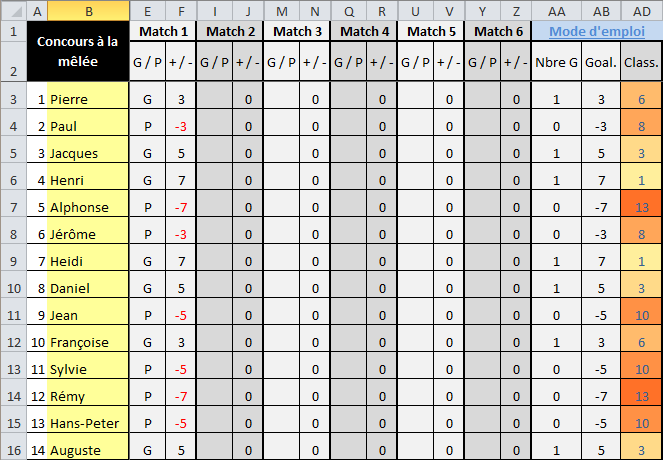 A B E F I J M N Q R U V Y Z AA AB AD
1 Concours à la mêlée Match 1 Match 2 Match 3 Match 4 Match 5 Match 6 Mode d'emploi
2 G / P + / - G / P + / - G / P + / - G / P + / - G / P + / - G / P + / - Nbre G Goal. Class.
3 1 Pierre G 3 0 0 0 0 0 1 3 6
4 2 Paul P -3 0 0 0 0 0 0 -3 8
5 3 Jacques G 5 0 0 0 0 0 1 5 3
6 4 Henri G 7 0 0 0 0 0 1 7 1
7 5 Alphonse P -7 0 0 0 0 0 0 -7 13
8 6 Jérôme P -3 0 0 0 0 0 0 -3 8
9 7 Heidi G 7 0 0 0 0 0 1 7 1
10 8 Daniel G 5 0 0 0 0 0 1 5 3
11 9 Jean P -5 0 0 0 0 0 0 -5 10
12 10 Françoise G 3 0 0 0 0 0 1 3 6
13 11 Sylvie P -5 0 0 0 0 0 0 -5 10
14 12 Rémy P -7 0 0 0 0 0 0 -7 13
15 13 Hans-Peter P -5 0 0 0 0 0 0 -5 10
16 14 Auguste G 5 0 0 0 0 0 1 5 3